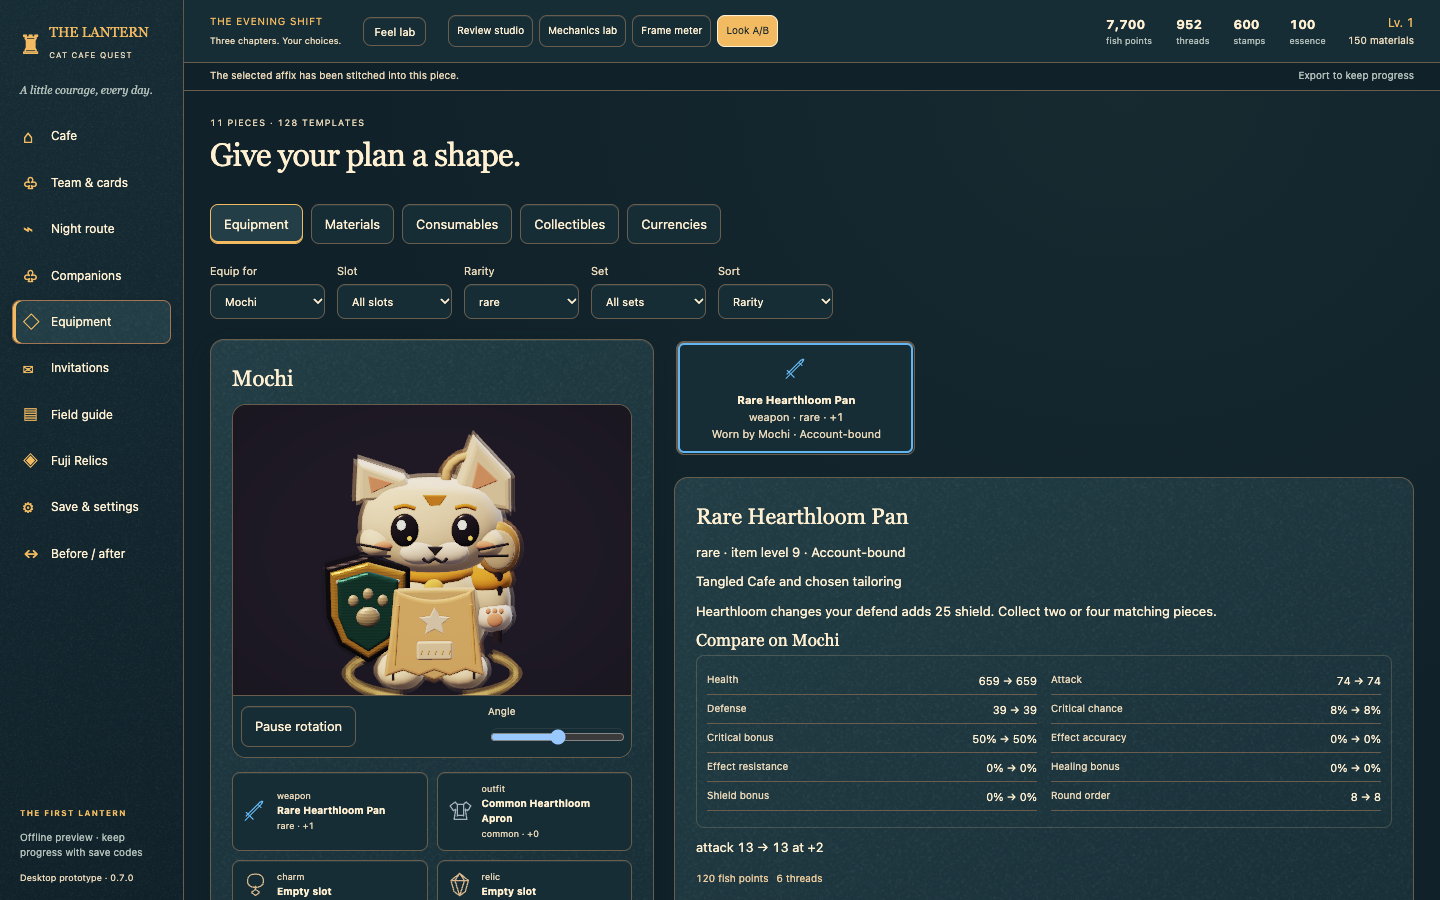 THE LANTERN
CAT CAFE QUEST
A little courage, every day.
Cafe
Team & cards
Night route
Companions
Equipment
Invitations
Field guide
Fuji Relics
Save & settings
Before / after
THE FIRST LANTERN
Offline preview · keep
progress with save codes
Desktop prototype · 0.7.0
THE EVENING SHIFT
Three chapters. Your choices.
Feel lab
Review studio
Mechanics lab
Frame meter
Look A/B
7,700
fish points
952
threads
600
stamps
100
essence
Lv. 1
150 materials
The selected affix has been stitched into this piece.
Export to keep progress
11 PIECES · 128 TEMPLATES
Give your plan a shape.
Equipment
Materials
Consumables
Collectibles
Currencies
Equip for
Slot
Rarity
Set
Sort
Mochi
All slots
rare
All sets
Rarity
Mochi
Pause rotation
Angle
weapon
Rare Hearthloom Pan
rare · +1
outfit
Common Hearthloom
Apron
common · +0
charm
Empty slot
relic
Empty slot
Rare Hearthloom Pan
weapon · rare · +1
Worn by Mochi · Account-bound
Rare Hearthloom Pan
rare · item level 9 · Account-bound
Tangled Cafe and chosen tailoring
Hearthloom changes your defend adds 25 shield. Collect two or four matching pieces.
Compare on Mochi
Health 659 → 659
Attack 74 → 74
Defense 39 → 39
Critical chance 8% → 8%
Critical bonus 50% → 50%
Effect accuracy 0% → 0%
Effect resistance 0% → 0%
Healing bonus 0% → 0%
Shield bonus 0% → 0%
Round order 8 → 8
attack 13 → 13 at +2
120 fish points 6 threads